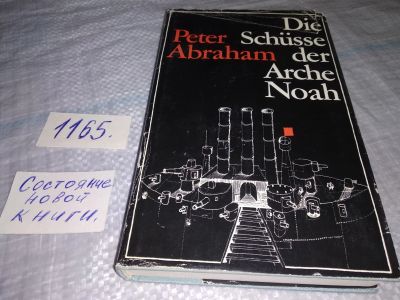 Die
Peter Schüsse
Abraham der
Arche
Noah
1165.
Состояние
новой
книги.